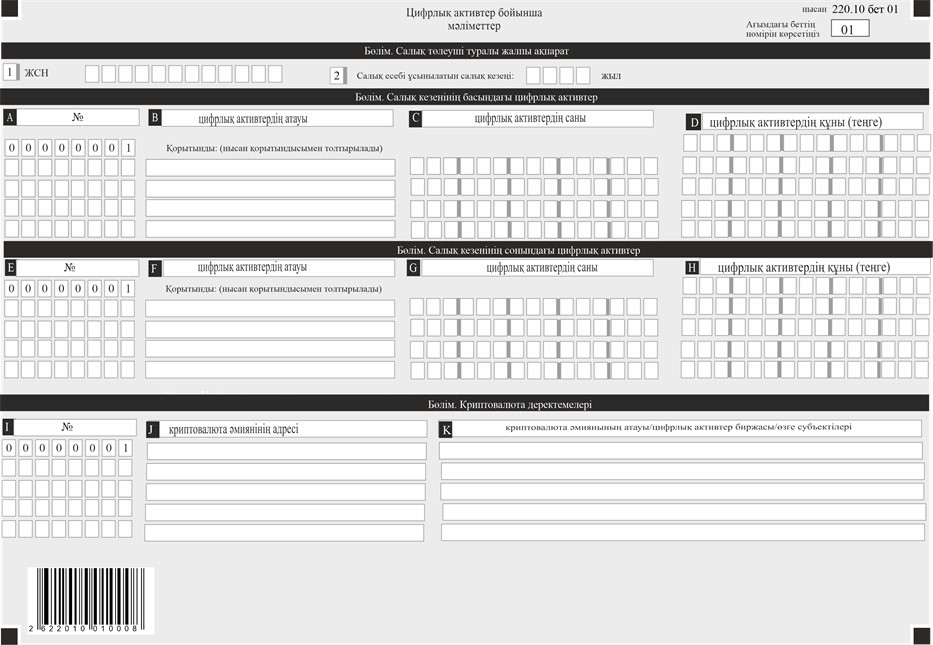 Цифрлық активтер бойынша
мәліметтер
нысан 220.10 бет 01
Ағымдағы беттің
нөмірін көрсетіңіз 01
Бөлім. Салық төлеуші туралы жалпы ақпарат
1 ЖСН
2 Салық есебі ұсынылатын салық кезеңі: жыл
Бөлім. Салық кезеңінің басындағы цифрлық активтер
A № B цифрлық активтердің атауы C цифрлық активтердің саны D цифрлық активтердің құны (теңге)
0 0 0 0 0 0 0 1 Қорытынды: (нысан қорытындысымен толтырылады)
Бөлім. Салық кезеңінің соңындағы цифрлық активтер
E № F цифрлық активтердің атауы G цифрлық активтердің саны H цифрлық активтердің құны (теңге)
0 0 0 0 0 0 0 1 Қорытынды: (нысан қорытындысымен толтырылады)
Бөлім. Криптовалюта деректемелері
I № J криптовалюта әмиянінің адресі K криптовалюта әмиянының атауы/цифрлық активтер биржасы/өзге субъектілері
0 0 0 0 0 0 0 1
2 622010 010008